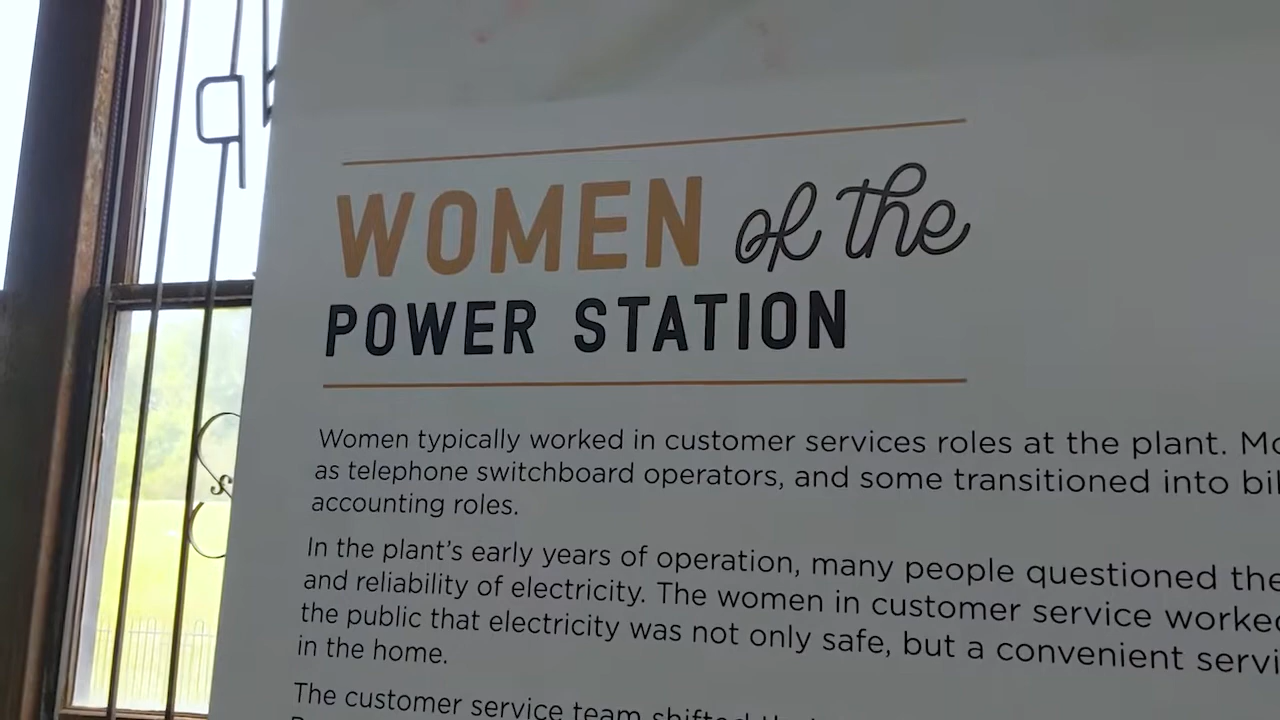 WOMEN of the
POWER STATION
Women typically worked in customer services roles at the plant.
as telephone switchboard operators, and some transitioned into
accounting roles.
In the plant's early years of operation, many people questioned the
and reliability of electricity. The women in customer service worked
the public that electricity was not only safe, but a convenient
in the home.
The customer service team shifted